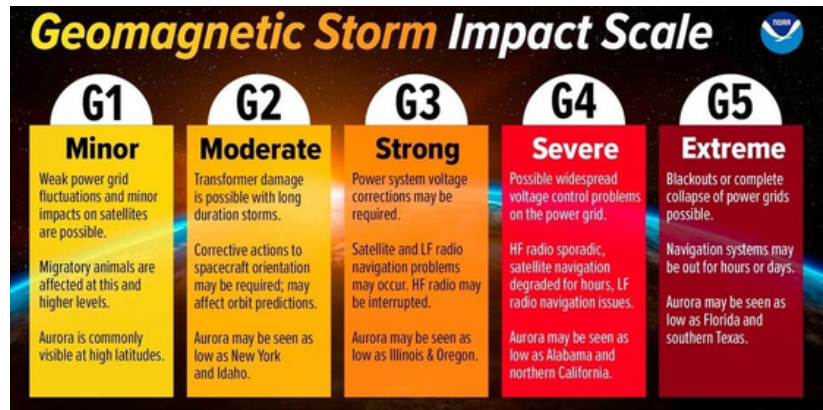 Geomagnetic Storm Impact Scale
NOAA
G1
Minor
Weak power grid
fluctuations and minor
impacts on satellites
are possible.
Migratory animals are
affected at this and
higher levels.
Aurora is commonly
visible at high latitudes.
G2
Moderate
Transformer damage
is possible with long
duration storms.
Corrective actions to
spacecraft orientation
may be required; may
affect orbit predictions.
Aurora may be seen as
low as New York
and Idaho.
G3
Strong
Power system voltage
corrections may be
required.
Satellite and LF radio
navigation problems
may occur. HF radio may
be interrupted.
Aurora may be seen as
low as Illinois & Oregon.
G4
Severe
Possible widespread
voltage control problems
on the power grid.
HF radio sporadic,
satellite navigation
degraded for hours, LF
radio navigation issues.
Aurora may be seen as
low as Alabama and
northern California.
G5
Extreme
Blackouts or complete
collapse of power grids
possible.
Navigation systems may
be out for hours or days.
Aurora may be seen as
low as Florida and
southern Texas.